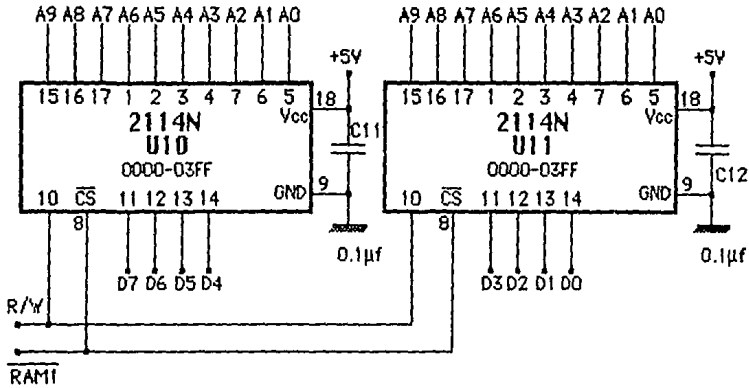 A9 A8 A7 A6 A5 A4 A3 A2 A1 A0
A9 A8 A7 A6 A5 A4 A3 A2 A1 A0
+5V
+5V
15 16 17 1 2 3 4 7 6 5
18
15 16 17 1 2 3 4 7 6 5
18
2114N
Vcc
C11
2114N
Vcc
U10
U11
C12
0000-03FF
0000-03FF
10 CS 11 12 13 14
GND
9
10 CS 11 12 13 14
GND
9
8
8
0.1µf
0.1µf
D7 D6 D5 D4
D3 D2 D1 D0
R/W
RAM1